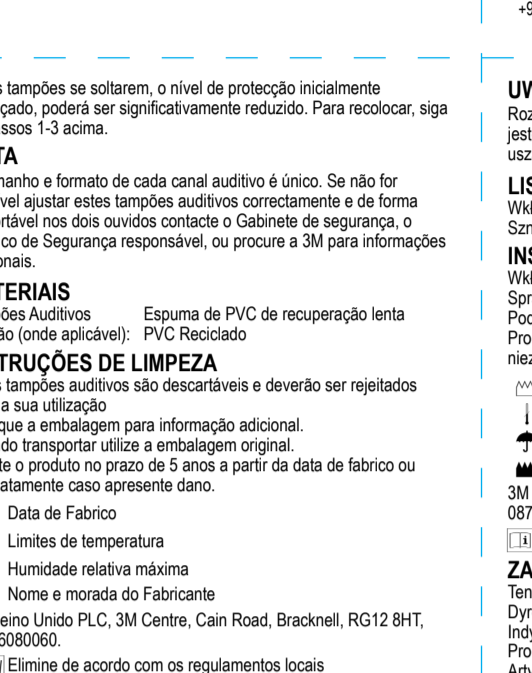 s tampões se soltarem, o nível de protecção inicialmente
çado, poderá ser significativamente reduzido. Para recolocar, siga
ssos 1-3 acima.
TA
manho e formato de cada canal auditivo é único. Se não for
vel ajustar estes tampões auditivos correctamente e de forma
rtável nos dois ouvidos contacte o Gabinete de segurança, o
co de Segurança responsável, ou procure a 3M para informações
onais.
TERIAIS
ões Auditivos Espuma de PVC de recuperação lenta
ão (onde aplicável): PVC Reciclado
TRUÇÕES DE LIMPEZA
s tampões auditivos são descartáveis e deverão ser rejeitados
a sua utilização
que a embalagem para informação adicional.
do transportar utilize a embalagem original.
te o produto no prazo de 5 anos a partir da data de fabrico ou
atamente caso apresente dano.
Data de Fabrico
Limites de temperatura
Humidade relativa máxima
Nome e morada do Fabricante
eino Unido PLC, 3M Centre, Cain Road, Bracknell, RG12 8HT,
6080060.
Elimine de acordo com os regulamentos locais
+9
UW
Roz
jest
usz
LIS
Wkł
Szn
INS
Wkł
Spr
Pod
Pro
niez
3M
087
ZA
Ten
Dyr
Indy
Pro
Arty